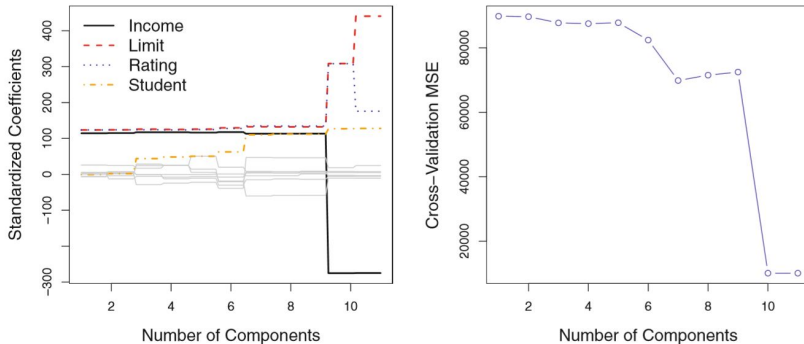 Income
Limit
Rating
Student
Standardized Coefficients
-300
-100
0
100
200
300
400
2 4 6 8 10
Number of Components
Cross-Validation MSE
20000
40000
60000
80000
2 4 6 8 10
Number of Components